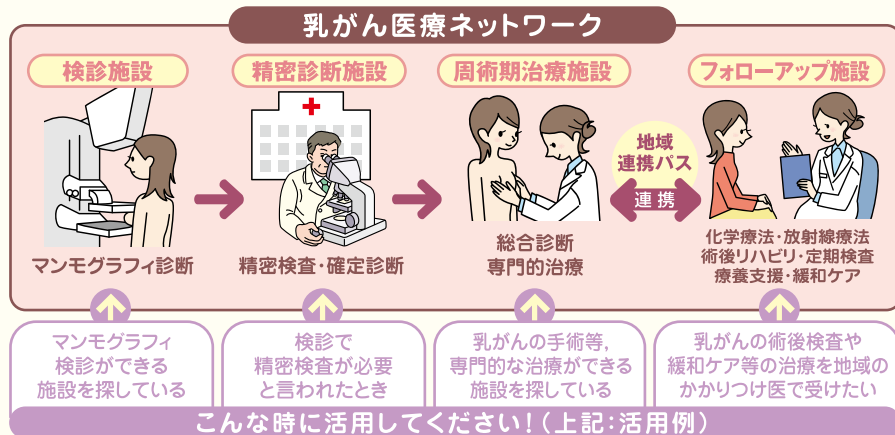 乳がん医療ネットワーク
検診施設
精密診断施設
周術期治療施設
フォローアップ施設
地域
連携パス
連携
マンモグラフィ診断
精密検査・確定診断
総合診断
専門的治療
化学療法・放射線療法
術後リハビリ・定期検査
療養支援・緩和ケア
マンモグラフィ
検診ができる
施設を探している
検診で
精密検査が必要
と言われたとき
乳がんの手術等,
専門的な治療ができる
施設を探している
乳がんの術後検査や
緩和ケア等の治療を地域の
かかりつけ医で受けたい
こんな時に活用してください!(上記:活用例)